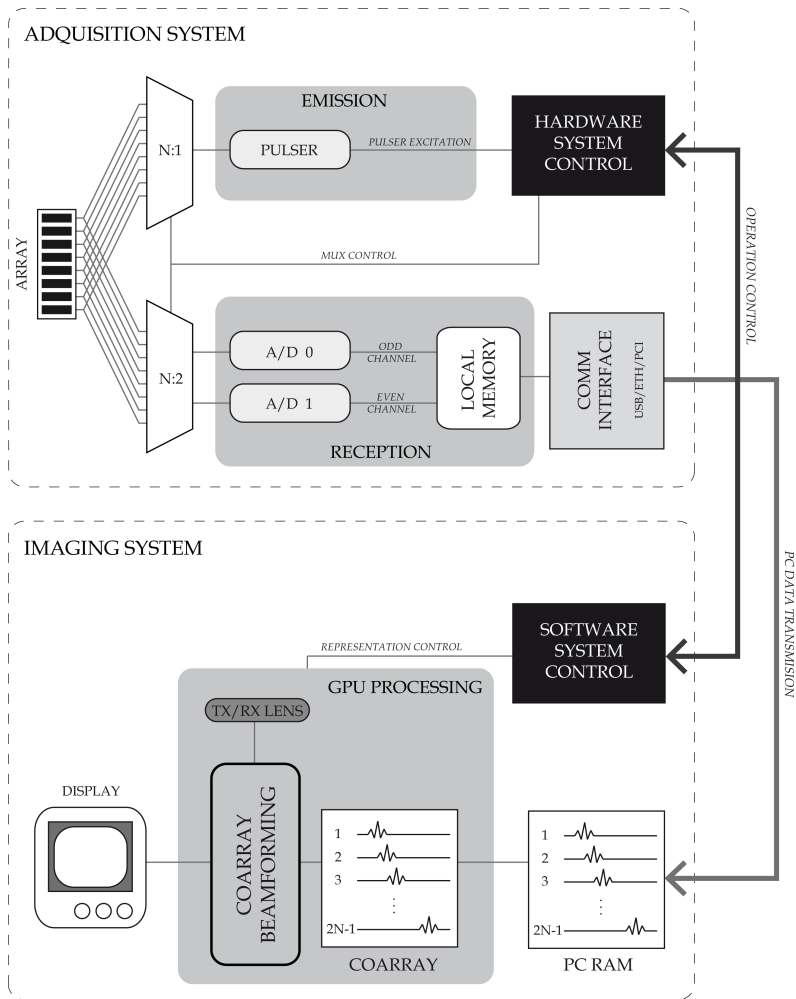 ADQUISITION SYSTEM
EMISSION
PULSER
PULSER EXCITATION
HARDWARE
SYSTEM
CONTROL
N:1
ARRAY
MUX CONTROL
OPERATION CONTROL
N:2
A/D 0
ODD
CHANNEL
A/D 1
EVEN
CHANNEL
LOCAL
MEMORY
RECEPTION
COMM
INTERFACE
USB/ETH/PCI
PC DATA TRANSMISION
IMAGING SYSTEM
SOFTWARE
SYSTEM
CONTROL
REPRESENTATION CONTROL
GPU PROCESSING
TX/RX LENS
DISPLAY
COARRAY
BEAMFORMING
1
2
3
⋮
2N-1
COARRAY
1
2
3
⋮
2N-1
PC RAM